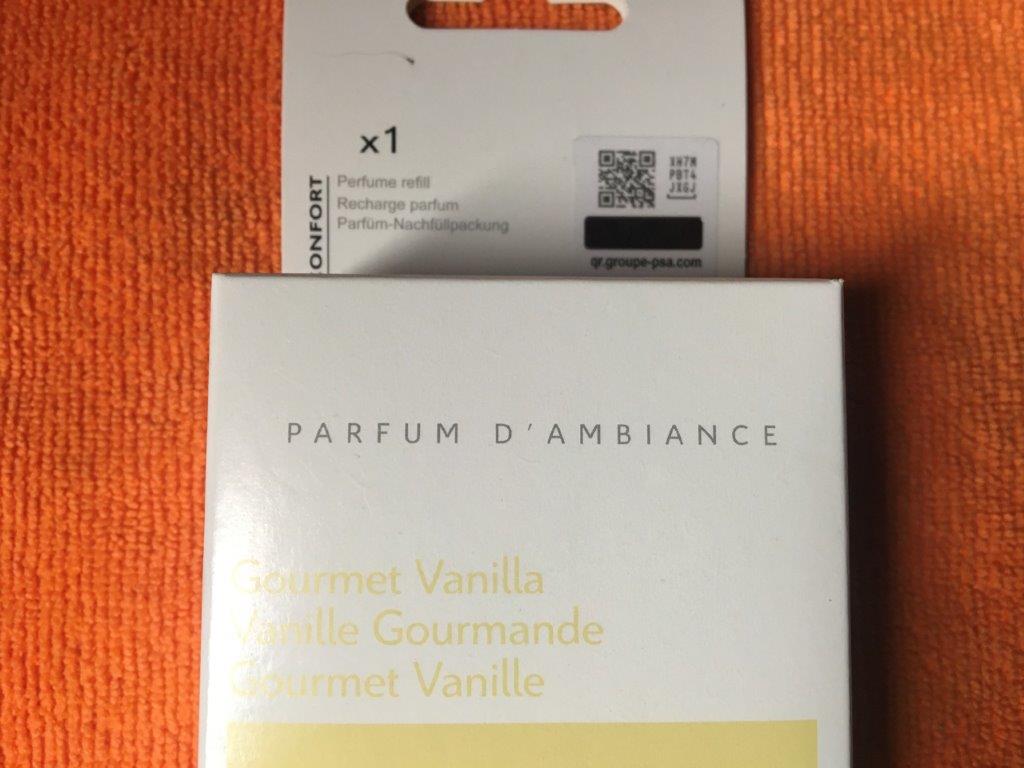 x1
Perfume refill
Recharge parfum
Parfüm-Nachfüllpackung
XH7M
PBT4
JXGJ
qr.groupe-psa.com
PARFUM D'AMBIANCE
Gourmet Vanilla
Vanille Gourmande
Gourmet Vanille